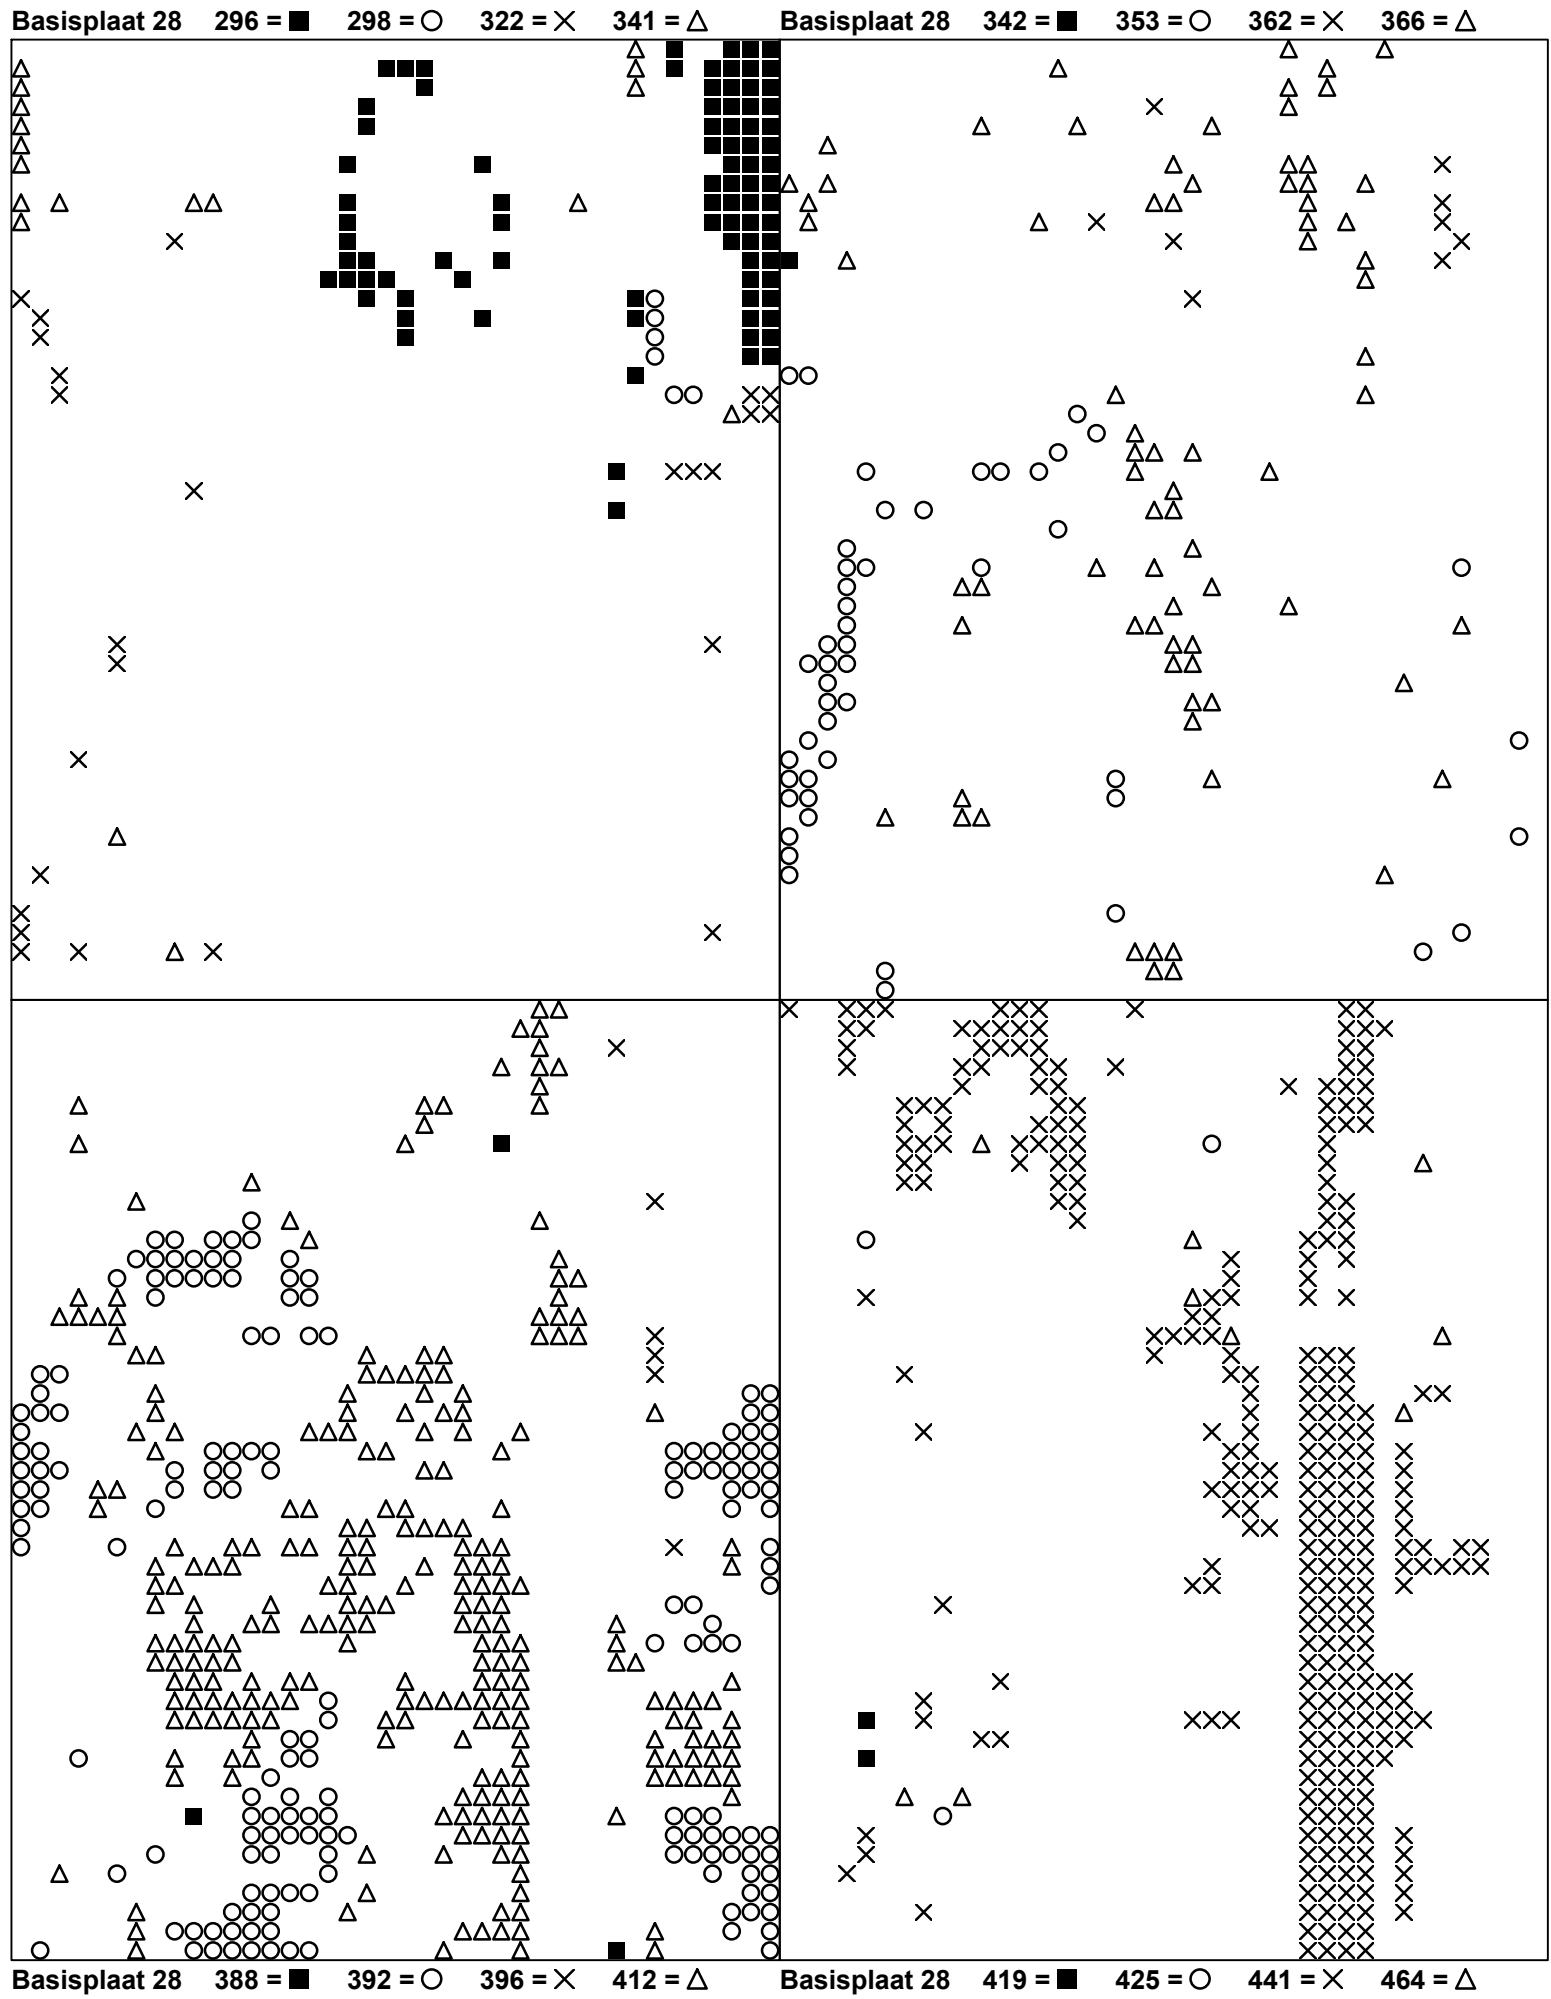 Basisplaat 28 296 = ■ 298 = ○ 322 = × 341 = △
Basisplaat 28 342 = ■ 353 = ○ 362 = × 366 = △
Basisplaat 28 388 = ■ 392 = ○ 396 = × 412 = △
Basisplaat 28 419 = ■ 425 = ○ 441 = × 464 = △